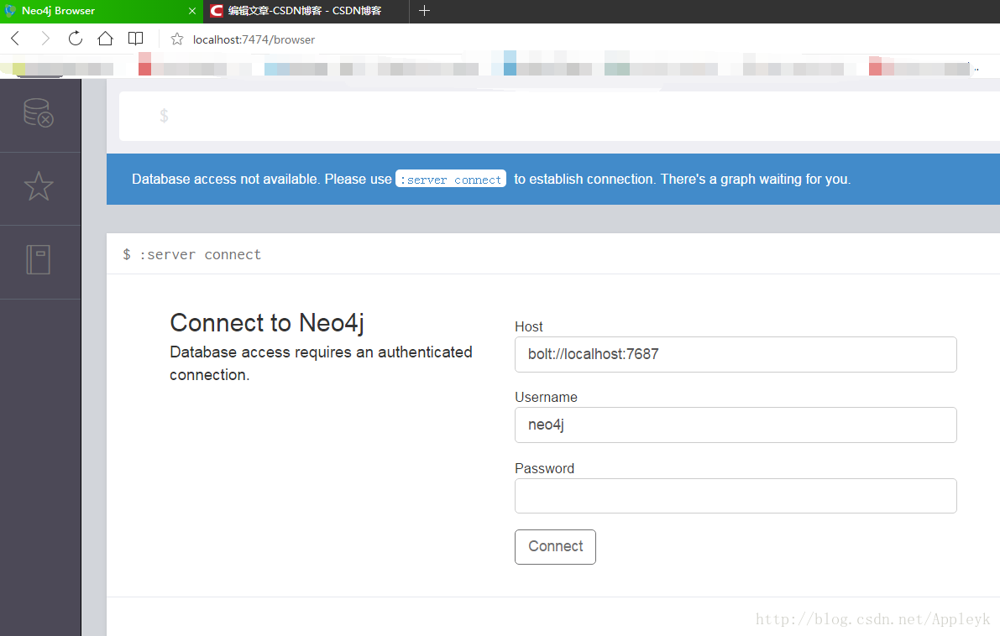 Neo4j Browser
编辑文章-CSDN博客 - CSDN博客
localhost:7474/browser
$
Database access not available. Please use :server connect to establish connection. There's a graph waiting for you.
$ :server connect
Connect to Neo4j
Database access requires an authenticated
connection.
Host
bolt://localhost:7687
Username
neo4j
Password
Connect
http://blog.csdn.net/Appleyk